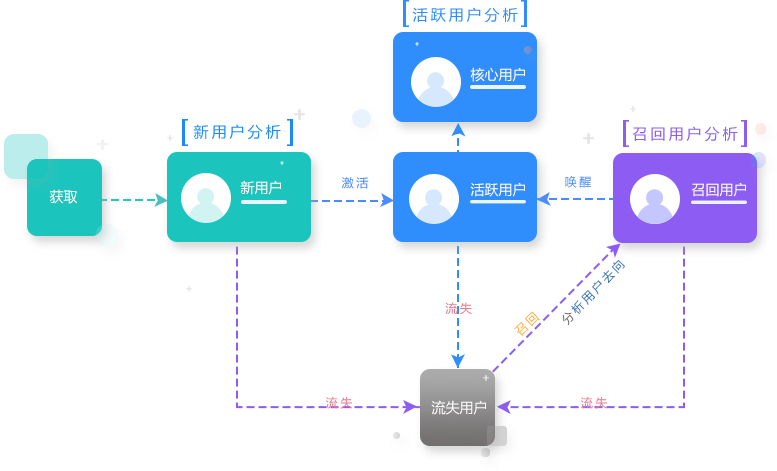 [活跃用户分析]
核心用户
[新用户分析]
[召回用户分析]
获取
新用户
激活
活跃用户
唤醒
召回用户
流失
召回
分析用户去向
流失
流失用户
流失